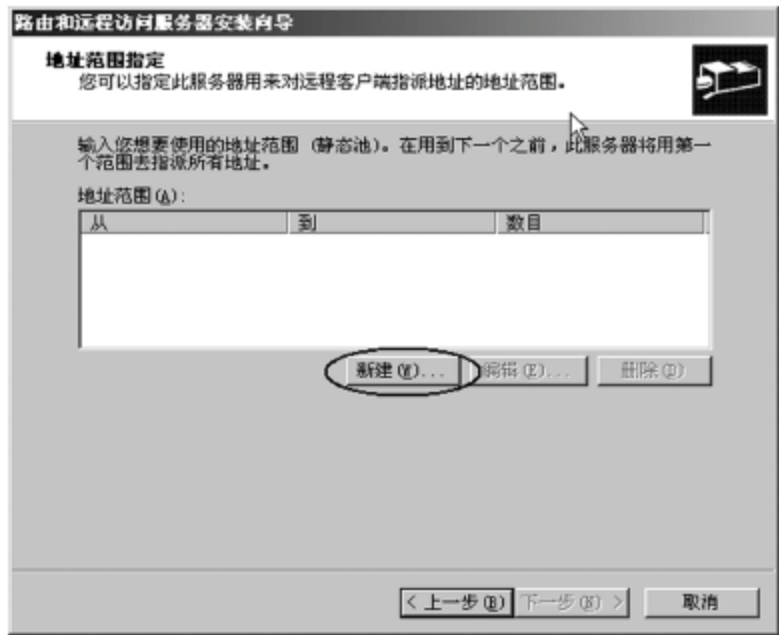 路由和远程访问服务器安装向导
地址范围指定
您可以指定此服务器用来对远程客户端指派地址的地址范围。
输入您想要使用的地址范围（静态池）。在用到下一个之前，此服务器将用第一
个范围去指派所有地址。
地址范围(A):
从 到 数目
新建(W)... 编辑(E)... 删除(D)
< 上一步(B) 下一步(N) > 取消